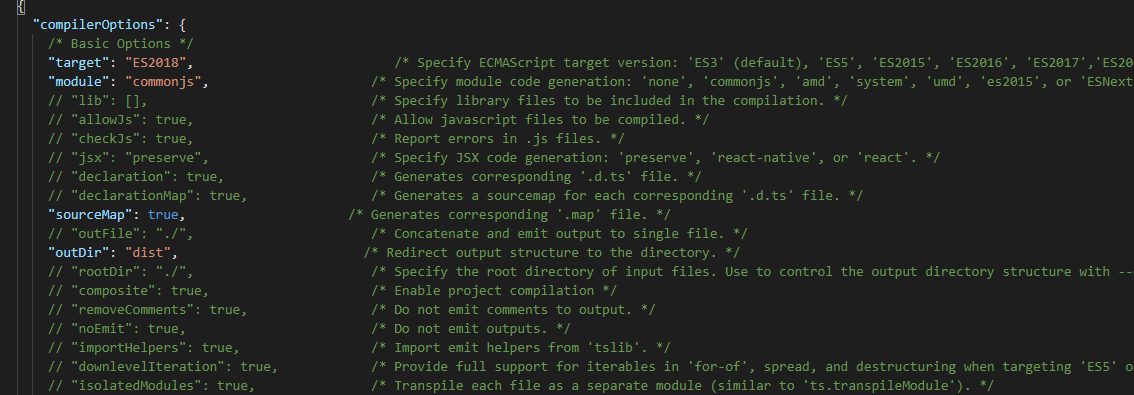 {
"compilerOptions": {
/* Basic Options */
"target": "ES2018", /* Specify ECMAScript target version: 'ES3' (default), 'ES5', 'ES2015', 'ES2016', 'ES2017','ES20
"module": "commonjs", /* Specify module code generation: 'none', 'commonjs', 'amd', 'system', 'umd', 'es2015', or 'ESNext
// "lib": [], /* Specify library files to be included in the compilation. */
// "allowJs": true, /* Allow javascript files to be compiled. */
// "checkJs": true, /* Report errors in .js files. */
// "jsx": "preserve", /* Specify JSX code generation: 'preserve', 'react-native', or 'react'. */
// "declaration": true, /* Generates corresponding '.d.ts' file. */
// "declarationMap": true, /* Generates a sourcemap for each corresponding '.d.ts' file. */
"sourceMap": true, /* Generates corresponding '.map' file. */
// "outFile": "./", /* Concatenate and emit output to single file. */
"outDir": "dist", /* Redirect output structure to the directory. */
// "rootDir": "./", /* Specify the root directory of input files. Use to control the output directory structure with --
// "composite": true, /* Enable project compilation */
// "removeComments": true, /* Do not emit comments to output. */
// "noEmit": true, /* Do not emit outputs. */
// "importHelpers": true, /* Import emit helpers from 'tslib'. */
// "downlevelIteration": true, /* Provide full support for iterables in 'for-of', spread, and destructuring when targeting 'ES5' o
// "isolatedModules": true, /* Transpile each file as a separate module (similar to 'ts.transpileModule'). */